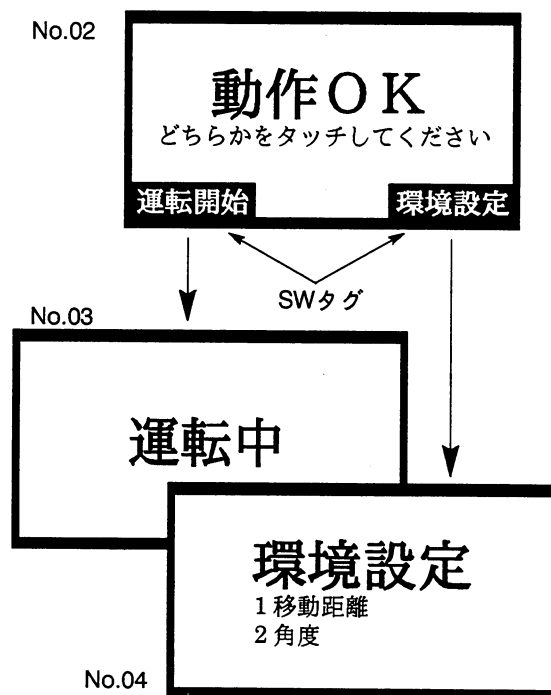 No.02
動作ＯＫ
どちらかをタッチしてください
運転開始 環境設定
SWタグ
No.03
運転中
環境設定
1 移動距離
2 角度
No.04